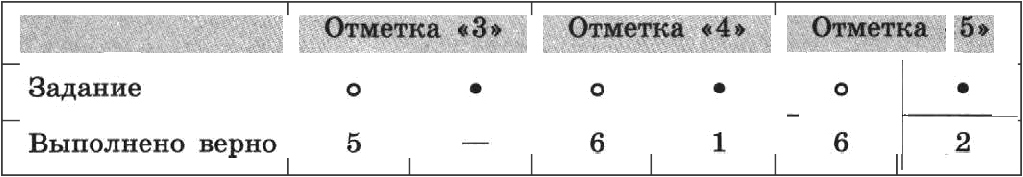 Отметка «3» Отметка «4» Отметка 5»
Задание ○ ● ○ ● ○ ●
Выполнено верно 5 — 6 1 6 2